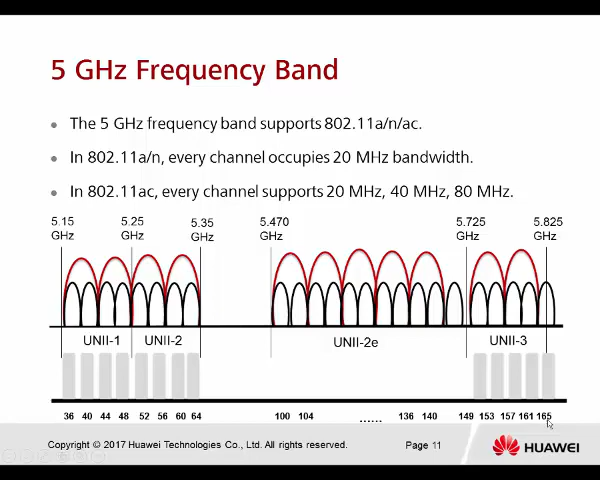 5 GHz Frequency Band
The 5 GHz frequency band supports 802.11a/n/ac.
In 802.11a/n, every channel occupies 20 MHz bandwidth.
In 802.11ac, every channel supports 20 MHz, 40 MHz, 80 MHz.
5.15 GHz 5.25 GHz 5.35 GHz 5.470 GHz 5.725 GHz 5.825 GHz
UNII-1 UNII-2 UNII-2e UNII-3
36 40 44 48 52 56 60 64 100 104 ...... 136 140 149 153 157 161 165
Copyright © 2017 Huawei Technologies Co., Ltd. All rights reserved. Page 11 HUAWEI